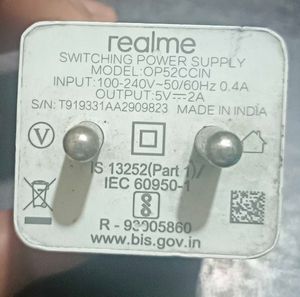 realme
SWITCHING POWER SUPPLY
MODEL:OP52CCIN
INPUT:100-240V~50/60Hz 0.4A
OUTPUT:5V⎓2A
S/N: T919331AA2909823 MADE IN INDIA
V
IS 13252(Part 1)/
IEC 60950-1
R - 93005860
www.bis.gov.in